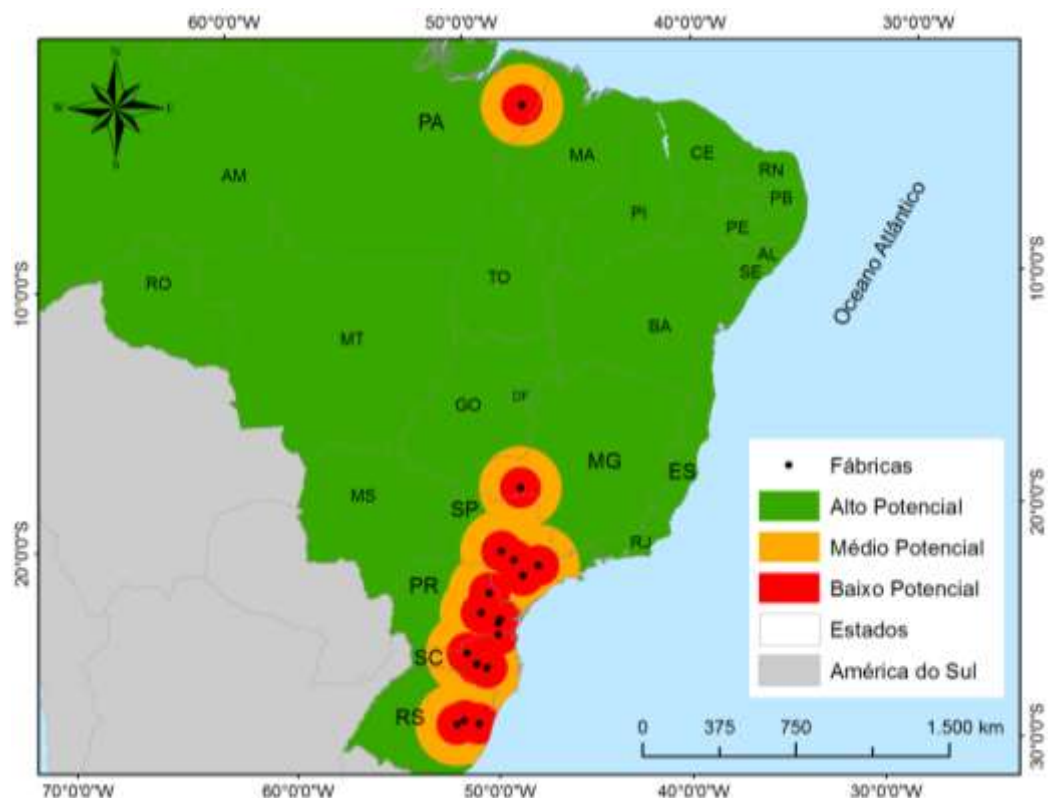 60°0'0"W 50°0'0"W 40°0'0"W 30°0'0"W
N
W E
S
PA
MA
CE
RN
PB
AM
PI
PE
AL
SE
RO
TO
BA
MT
GO
DF
MG
ES
MS
SP
RJ
PR
SC
RS
Oceano Atlântico
10°0'0"S
20°0'0"S
10°0'0"S
20°0'0"S
30°0'0"S
Fábricas
Alto Potencial
Médio Potencial
Baixo Potencial
Estados
América do Sul
0 375 750 1.500 km
70°0'0"W 60°0'0"W 50°0'0"W 40°0'0"W 30°0'0"W